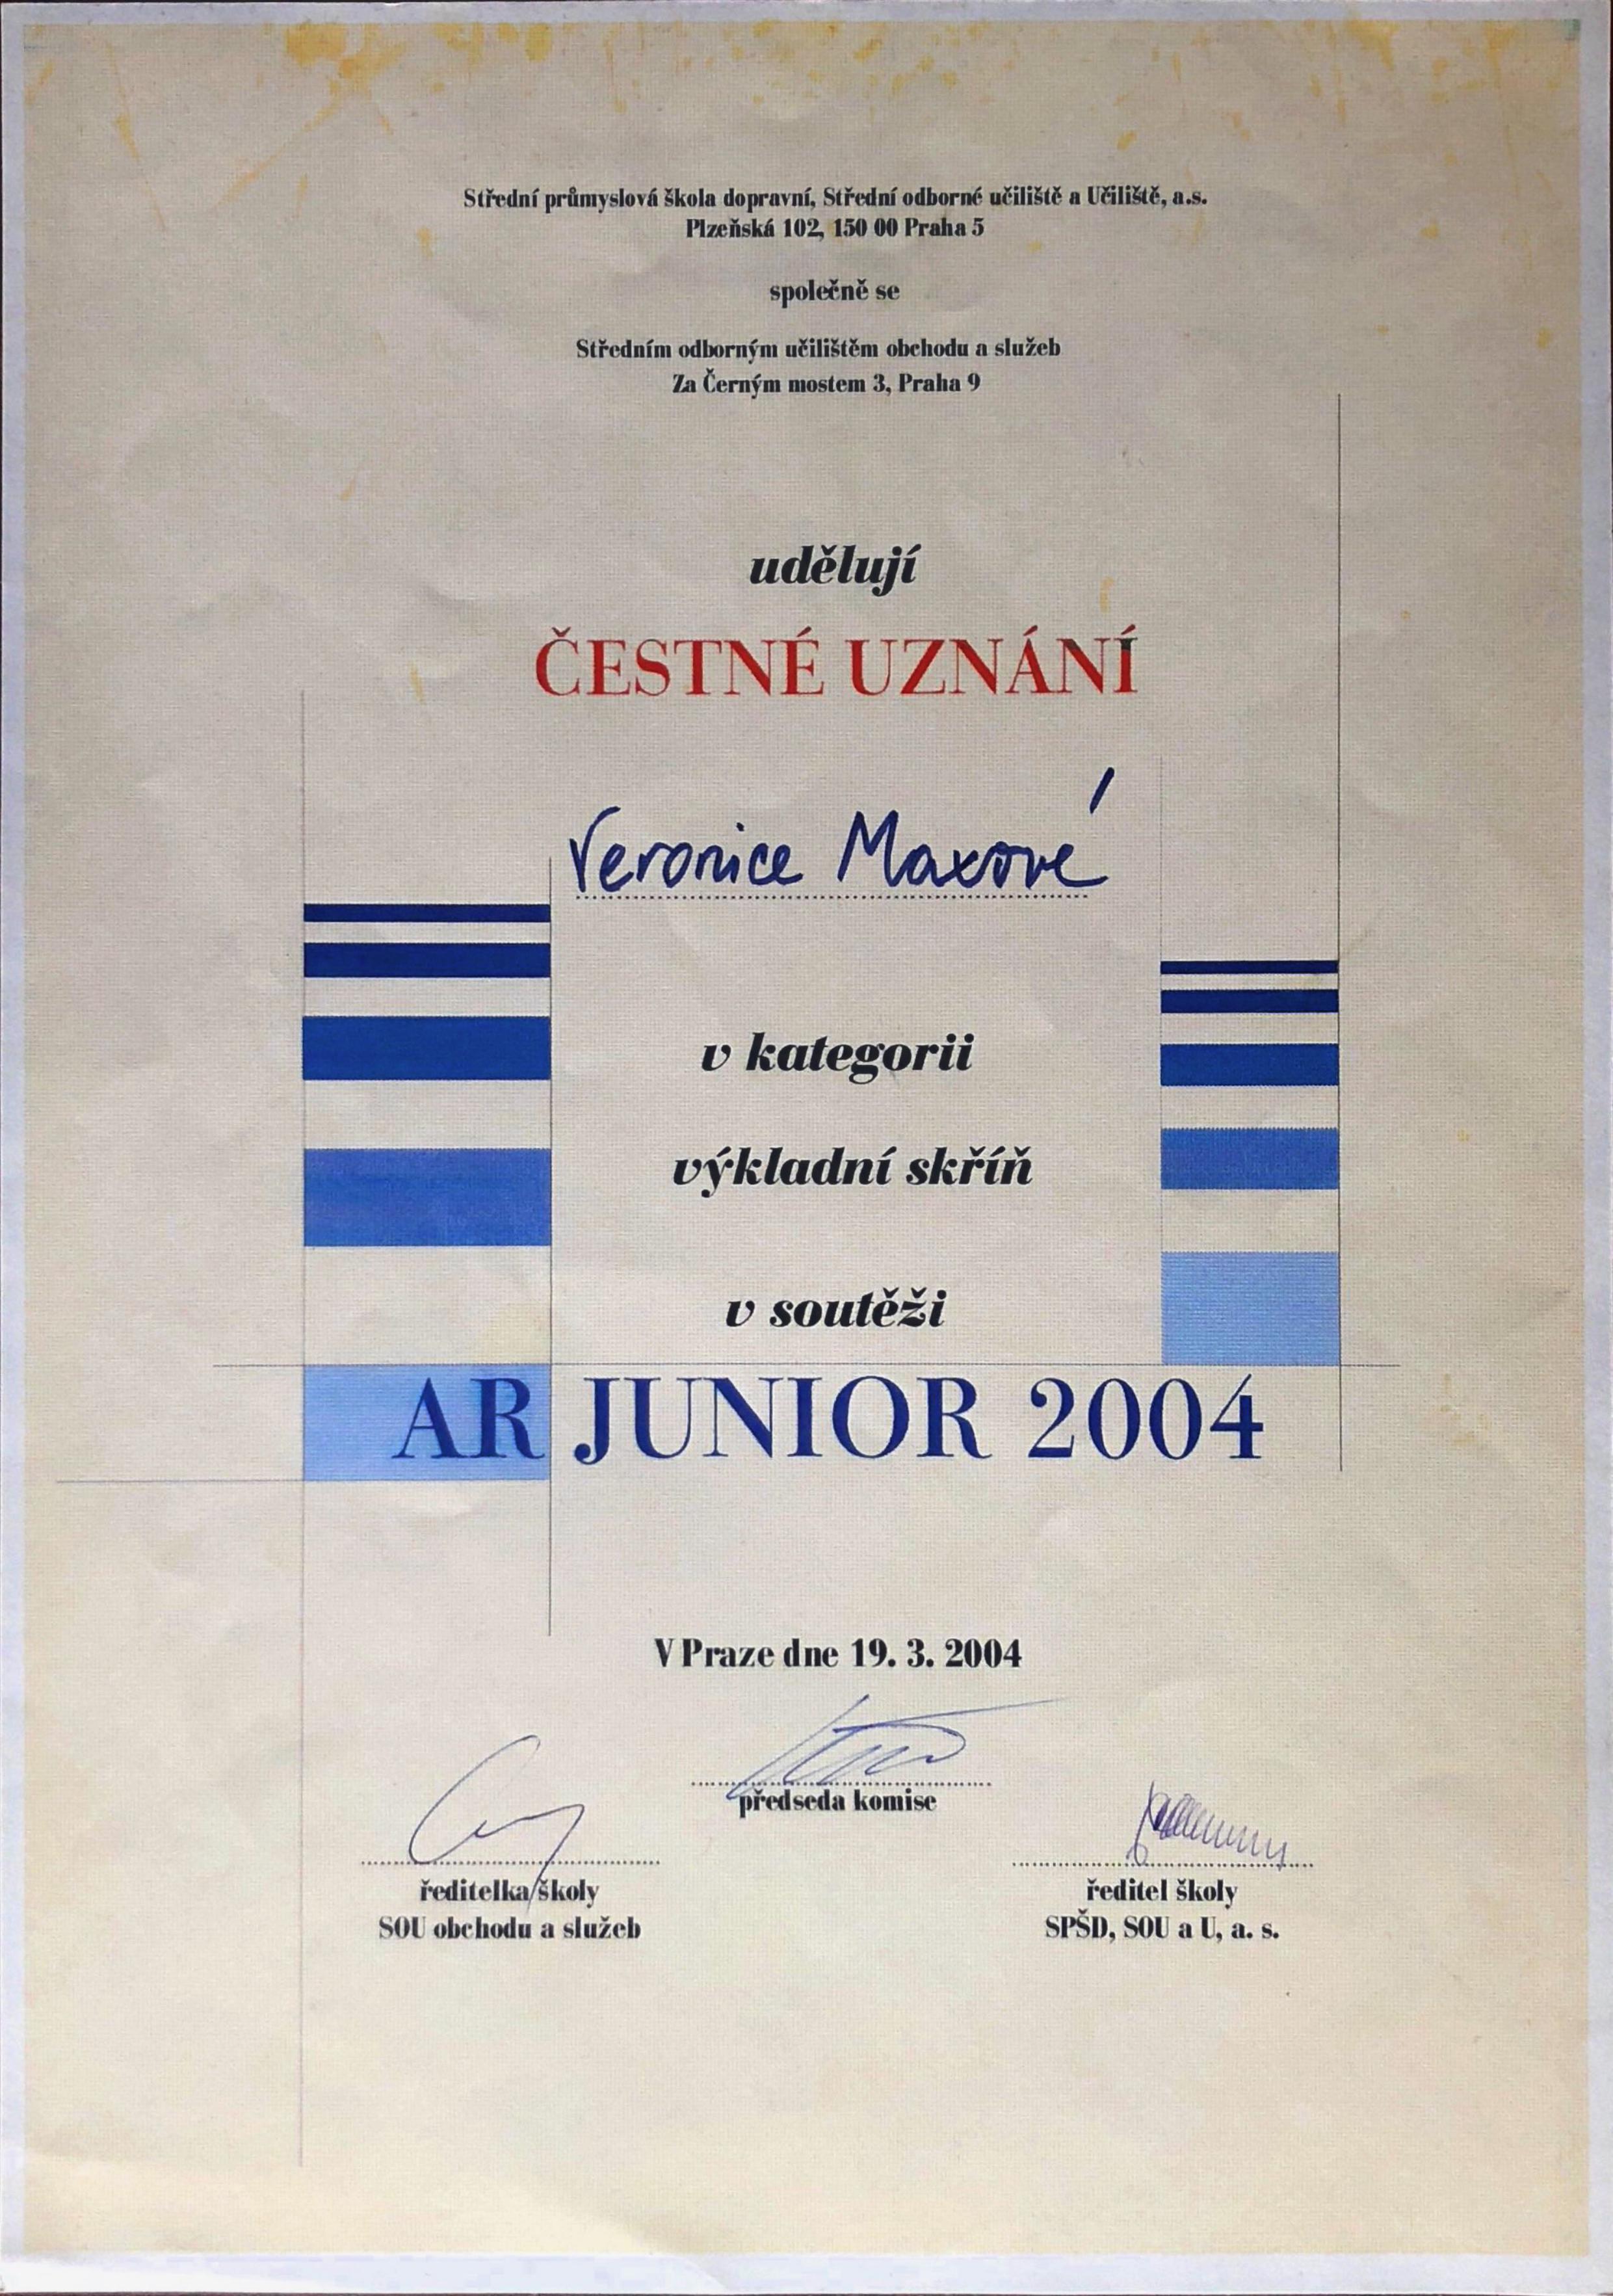 Střední průmyslová škola dopravní, Střední odborné učiliště a Učiliště, a.s.
Plzeňská 102, 150 00 Praha 5
společně se
Středním odborným učilištěm obchodu a služeb
Za Černým mostem 3, Praha 9
udělují
ČESTNÉ UZNÁNÍ
Veronice Maxové
v kategorii
výkladní skříň
v soutěži
AR JUNIOR 2004
V Praze dne 19. 3. 2004
předseda komise
ředitelka školy
SOU obchodu a služeb
ředitel školy
SPŠD, SOU a U, a. s.